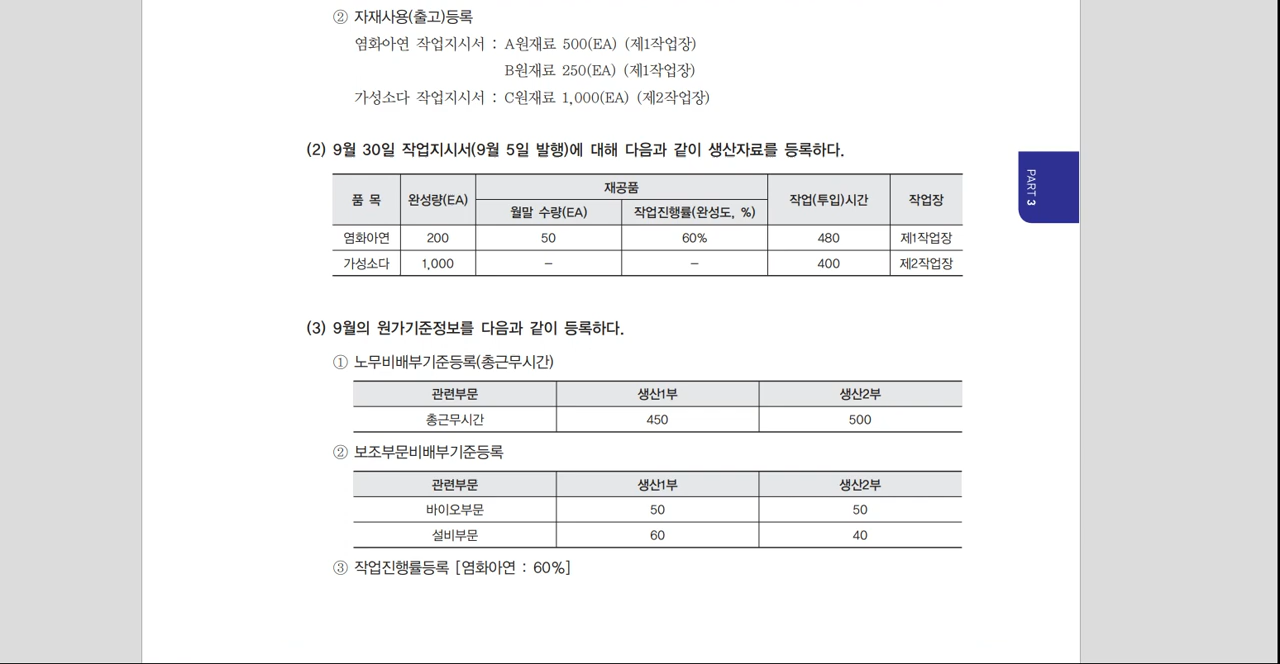 ② 자재사용(출고)등록
염화아연 작업지시서 : A원재료 500(EA) (제1작업장)
B원재료 250(EA) (제1작업장)
가성소다 작업지시서 : C원재료 1,000(EA) (제2작업장)
(2) 9월 30일 작업지시서(9월 5일 발행)에 대해 다음과 같이 생산자료를 등록하다.
품 목 완성량(EA) 재공품 작업(투입)시간 작업장
월말 수량(EA) 작업진행률(완성도, %)
염화아연 200 50 60% 480 제1작업장
가성소다 1,000 − − 400 제2작업장
PART 3
(3) 9월의 원가기준정보를 다음과 같이 등록하다.
① 노무비배부기준등록(총근무시간)
관련부문 생산1부 생산2부
총근무시간 450 500
② 보조부문비배부기준등록
관련부문 생산1부 생산2부
바이오부문 50 50
설비부문 60 40
③ 작업진행률등록 [염화아연 : 60%]